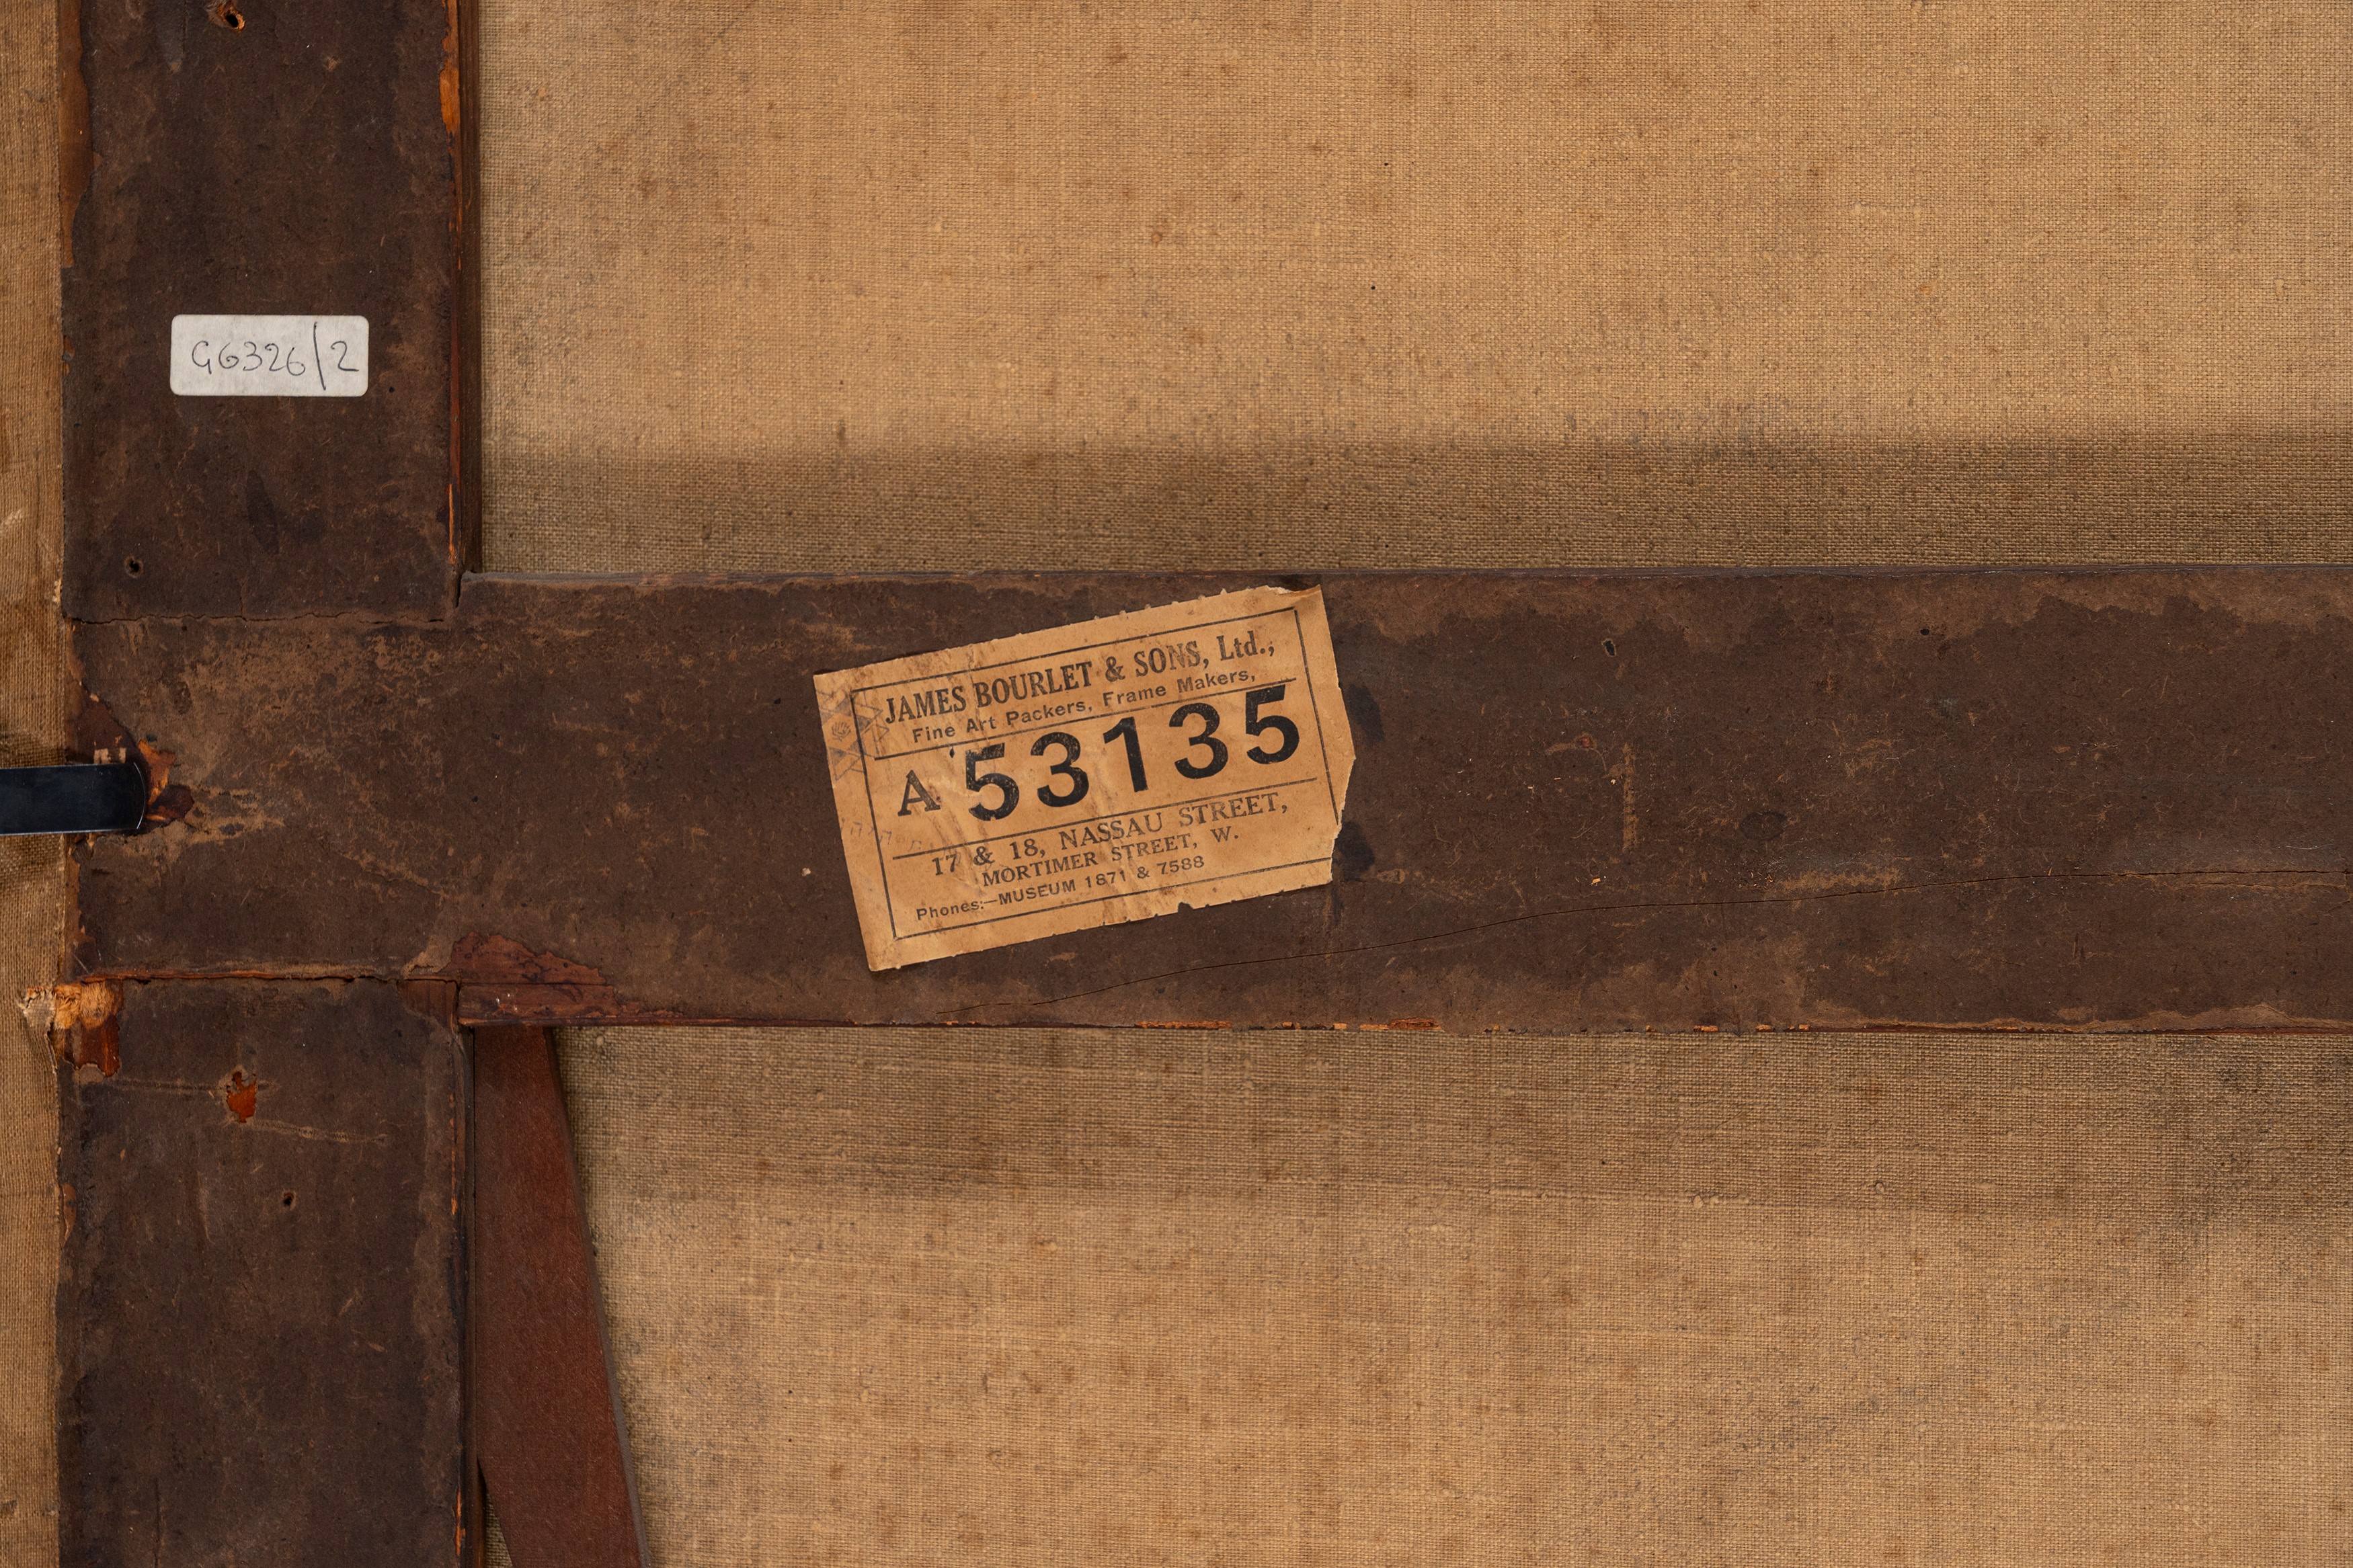 G6326/2
JAMES BOURLET & SONS, Ltd.,
Fine Art Packers, Frame Makers,
A 53135
17 & 18, NASSAU STREET,
MORTIMER STREET, W.
Phones:—MUSEUM 1871 & 7588